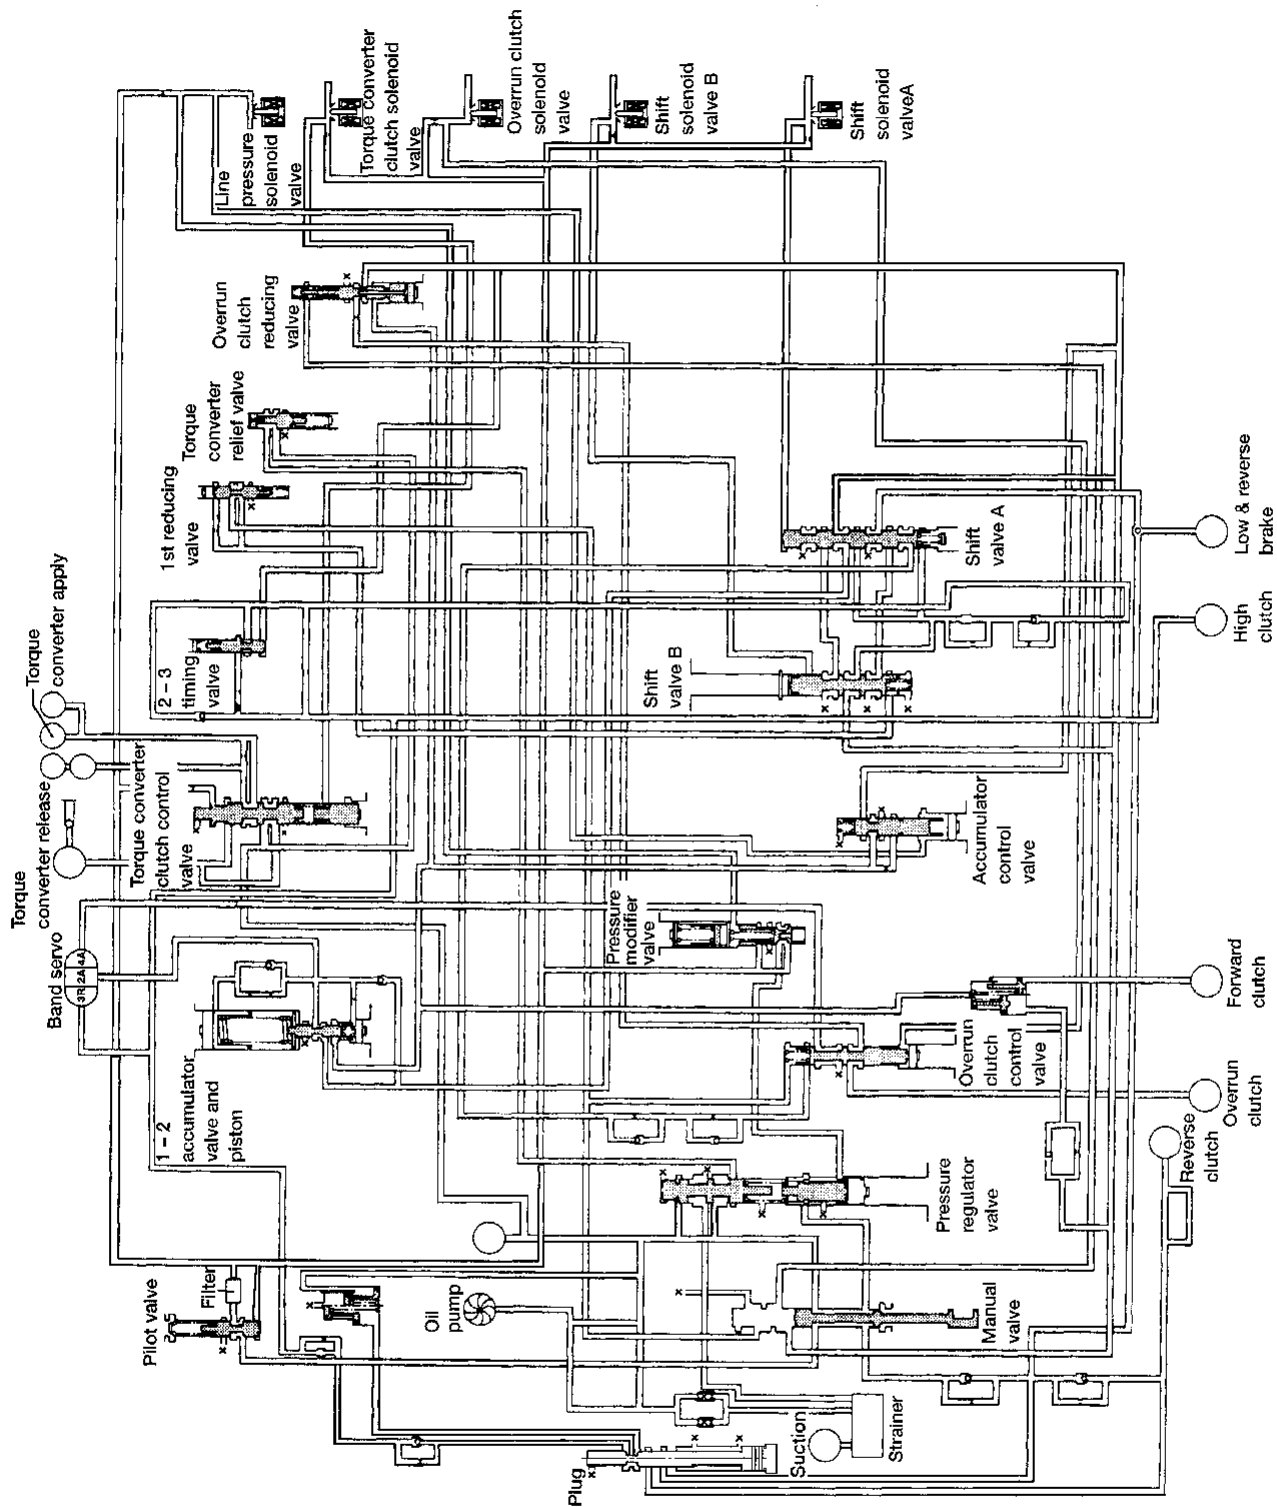 Plug
Pilot valve
Filter
Band servo
3R 2A 4A
Torque
converter release
Torque
converter apply
1 – 2
accumulator
valve and
piston
Torque converter
clutch control
valve
2 – 3
timing
valve
1st reducing
valve
Torque
converter
relief valve
Overrun
clutch
reducing
valve
Line
pressure
solenoid
valve
Torque converter
clutch solenoid
valve
Overrun clutch
solenold
valve
Shift
solenoid
valve B
Shift
solenoid
valveA
Oil
pump
Suction
Strainer
Manual
valve
Pressure
regulator
valve
Pressure
modifier
valve
Overrun
clutch
control
valve
Accumulator
control
valve
Shift
valve B
Shift
valve A
Reverse
clutch
Overrun
clutch
Forward
clutch
High
clutch
Low & reverse
brake